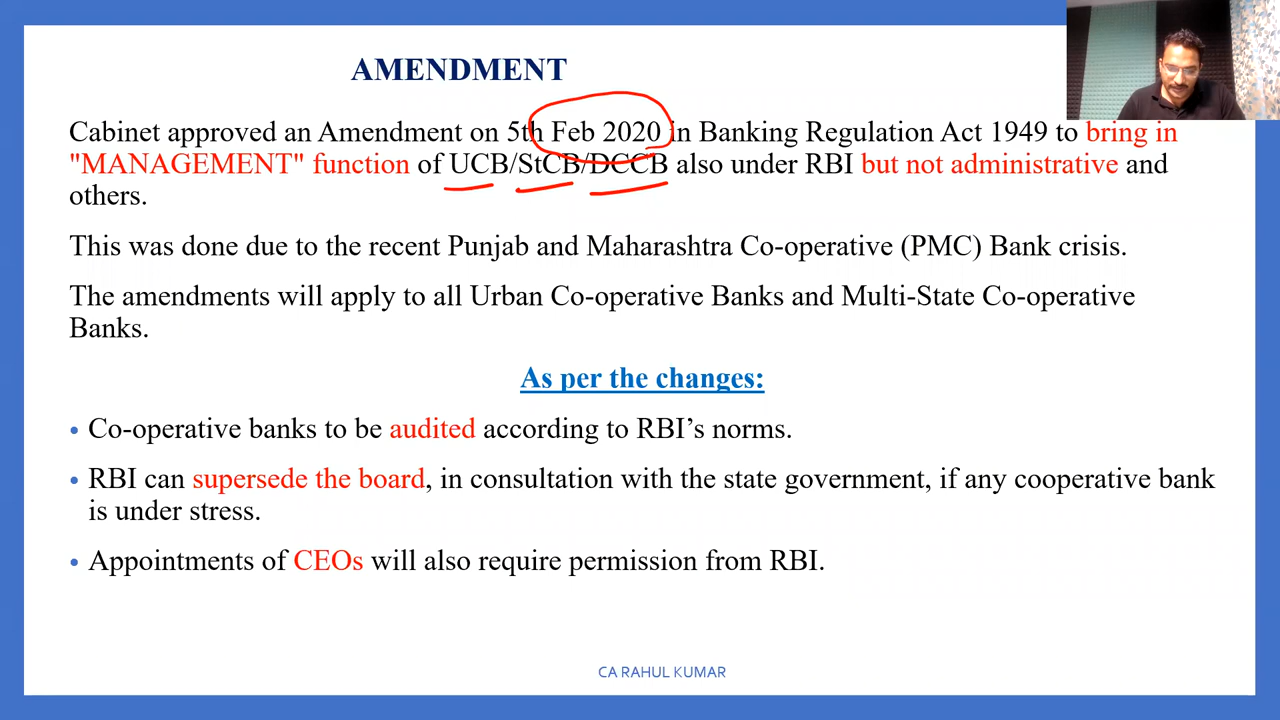 AMENDMENT
Cabinet approved an Amendment on 5th Feb 2020 in Banking Regulation Act 1949 to bring in
"MANAGEMENT" function of UCB/StCB/DCCB also under RBI but not administrative and
others.
This was done due to the recent Punjab and Maharashtra Co-operative (PMC) Bank crisis.
The amendments will apply to all Urban Co-operative Banks and Multi-State Co-operative
Banks.
As per the changes:
• Co-operative banks to be audited according to RBI’s norms.
• RBI can supersede the board, in consultation with the state government, if any cooperative bank
is under stress.
• Appointments of CEOs will also require permission from RBI.
CA RAHUL KUMAR